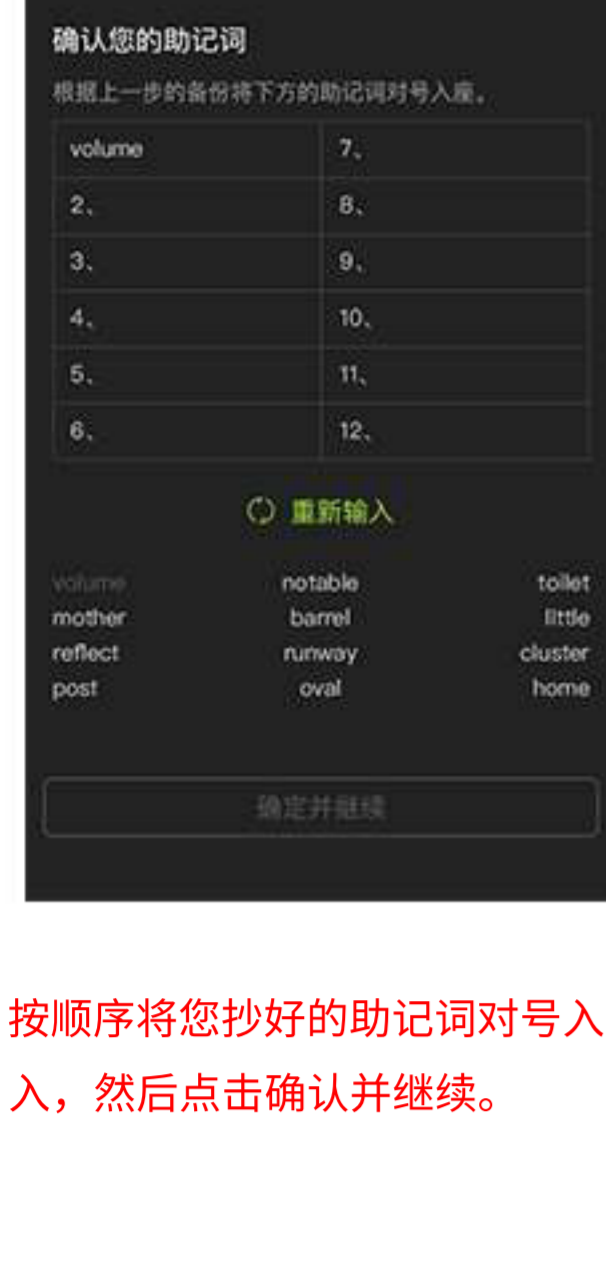 确认您的助记词
根据上一步的备份将下方的助记词对号入座。
volume 7、
2、 8、
3、 9、
4、 10、
5、 11、
6、 12、
重新输入
volume notable toilet
mother barrel little
reflect runway cluster
post oval home
确定并继续
按顺序将您抄好的助记词对号入
入，然后点击确认并继续。